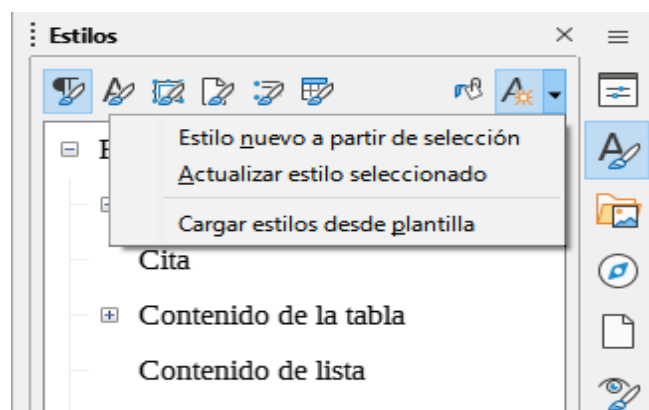 Estilos
Estilo nuevo a partir de selección
Actualizar estilo seleccionado
Cargar estilos desde plantilla
Cita
Contenido de la tabla
Contenido de lista